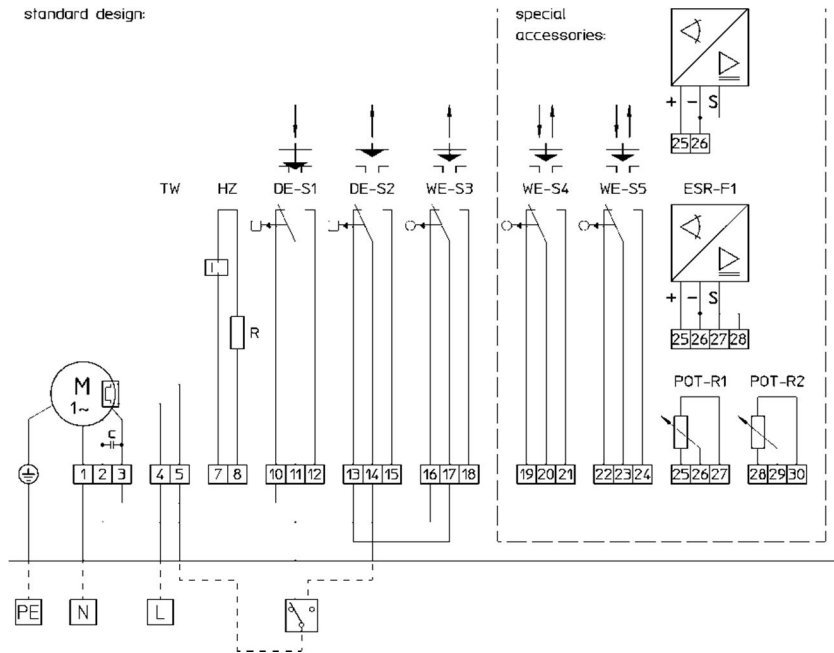 standard design:
special
accessories:
+ − S
25 26
TW HZ DE-S1 DE-S2 WE-S3 WE-S4 WE-S5 ESR-F1
I
R
+ − S
25 26 27 28
M
1~
C
POT-R1 POT-R2
1 2 3 4 5 7 8 10 11 12 13 14 15 16 17 18 19 20 21 22 23 24 25 26 27 28 29 30
PE N L